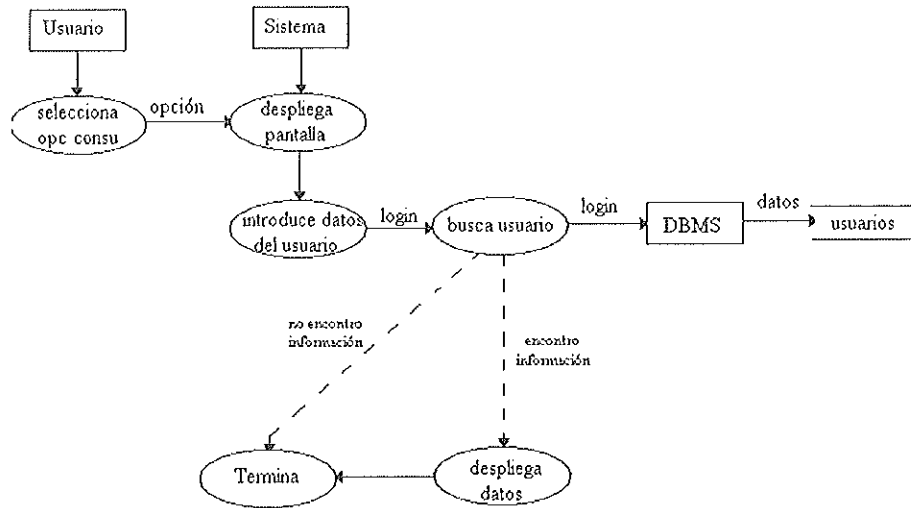 Usuario
Sistema
selecciona
opc consu
opción
despliega
pantalla
introduce datos
del usuario
login
busca usuario
login
DBMS
datos
usuarios
no encontro
información
encontro
información
Termina
despliega
datos